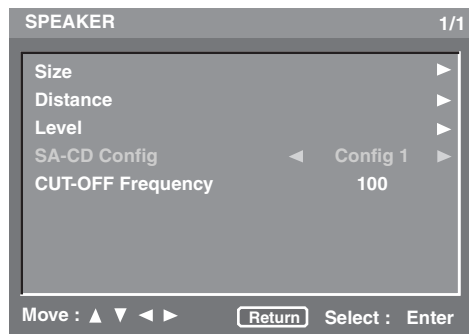 SPEAKER 1/1
Size ▶
Distance ▶
Level ▶
SA-CD Config ◀ Config 1 ▶
CUT-OFF Frequency 100
Move : ▲ ▼ ◀ ▶ Return Select : Enter